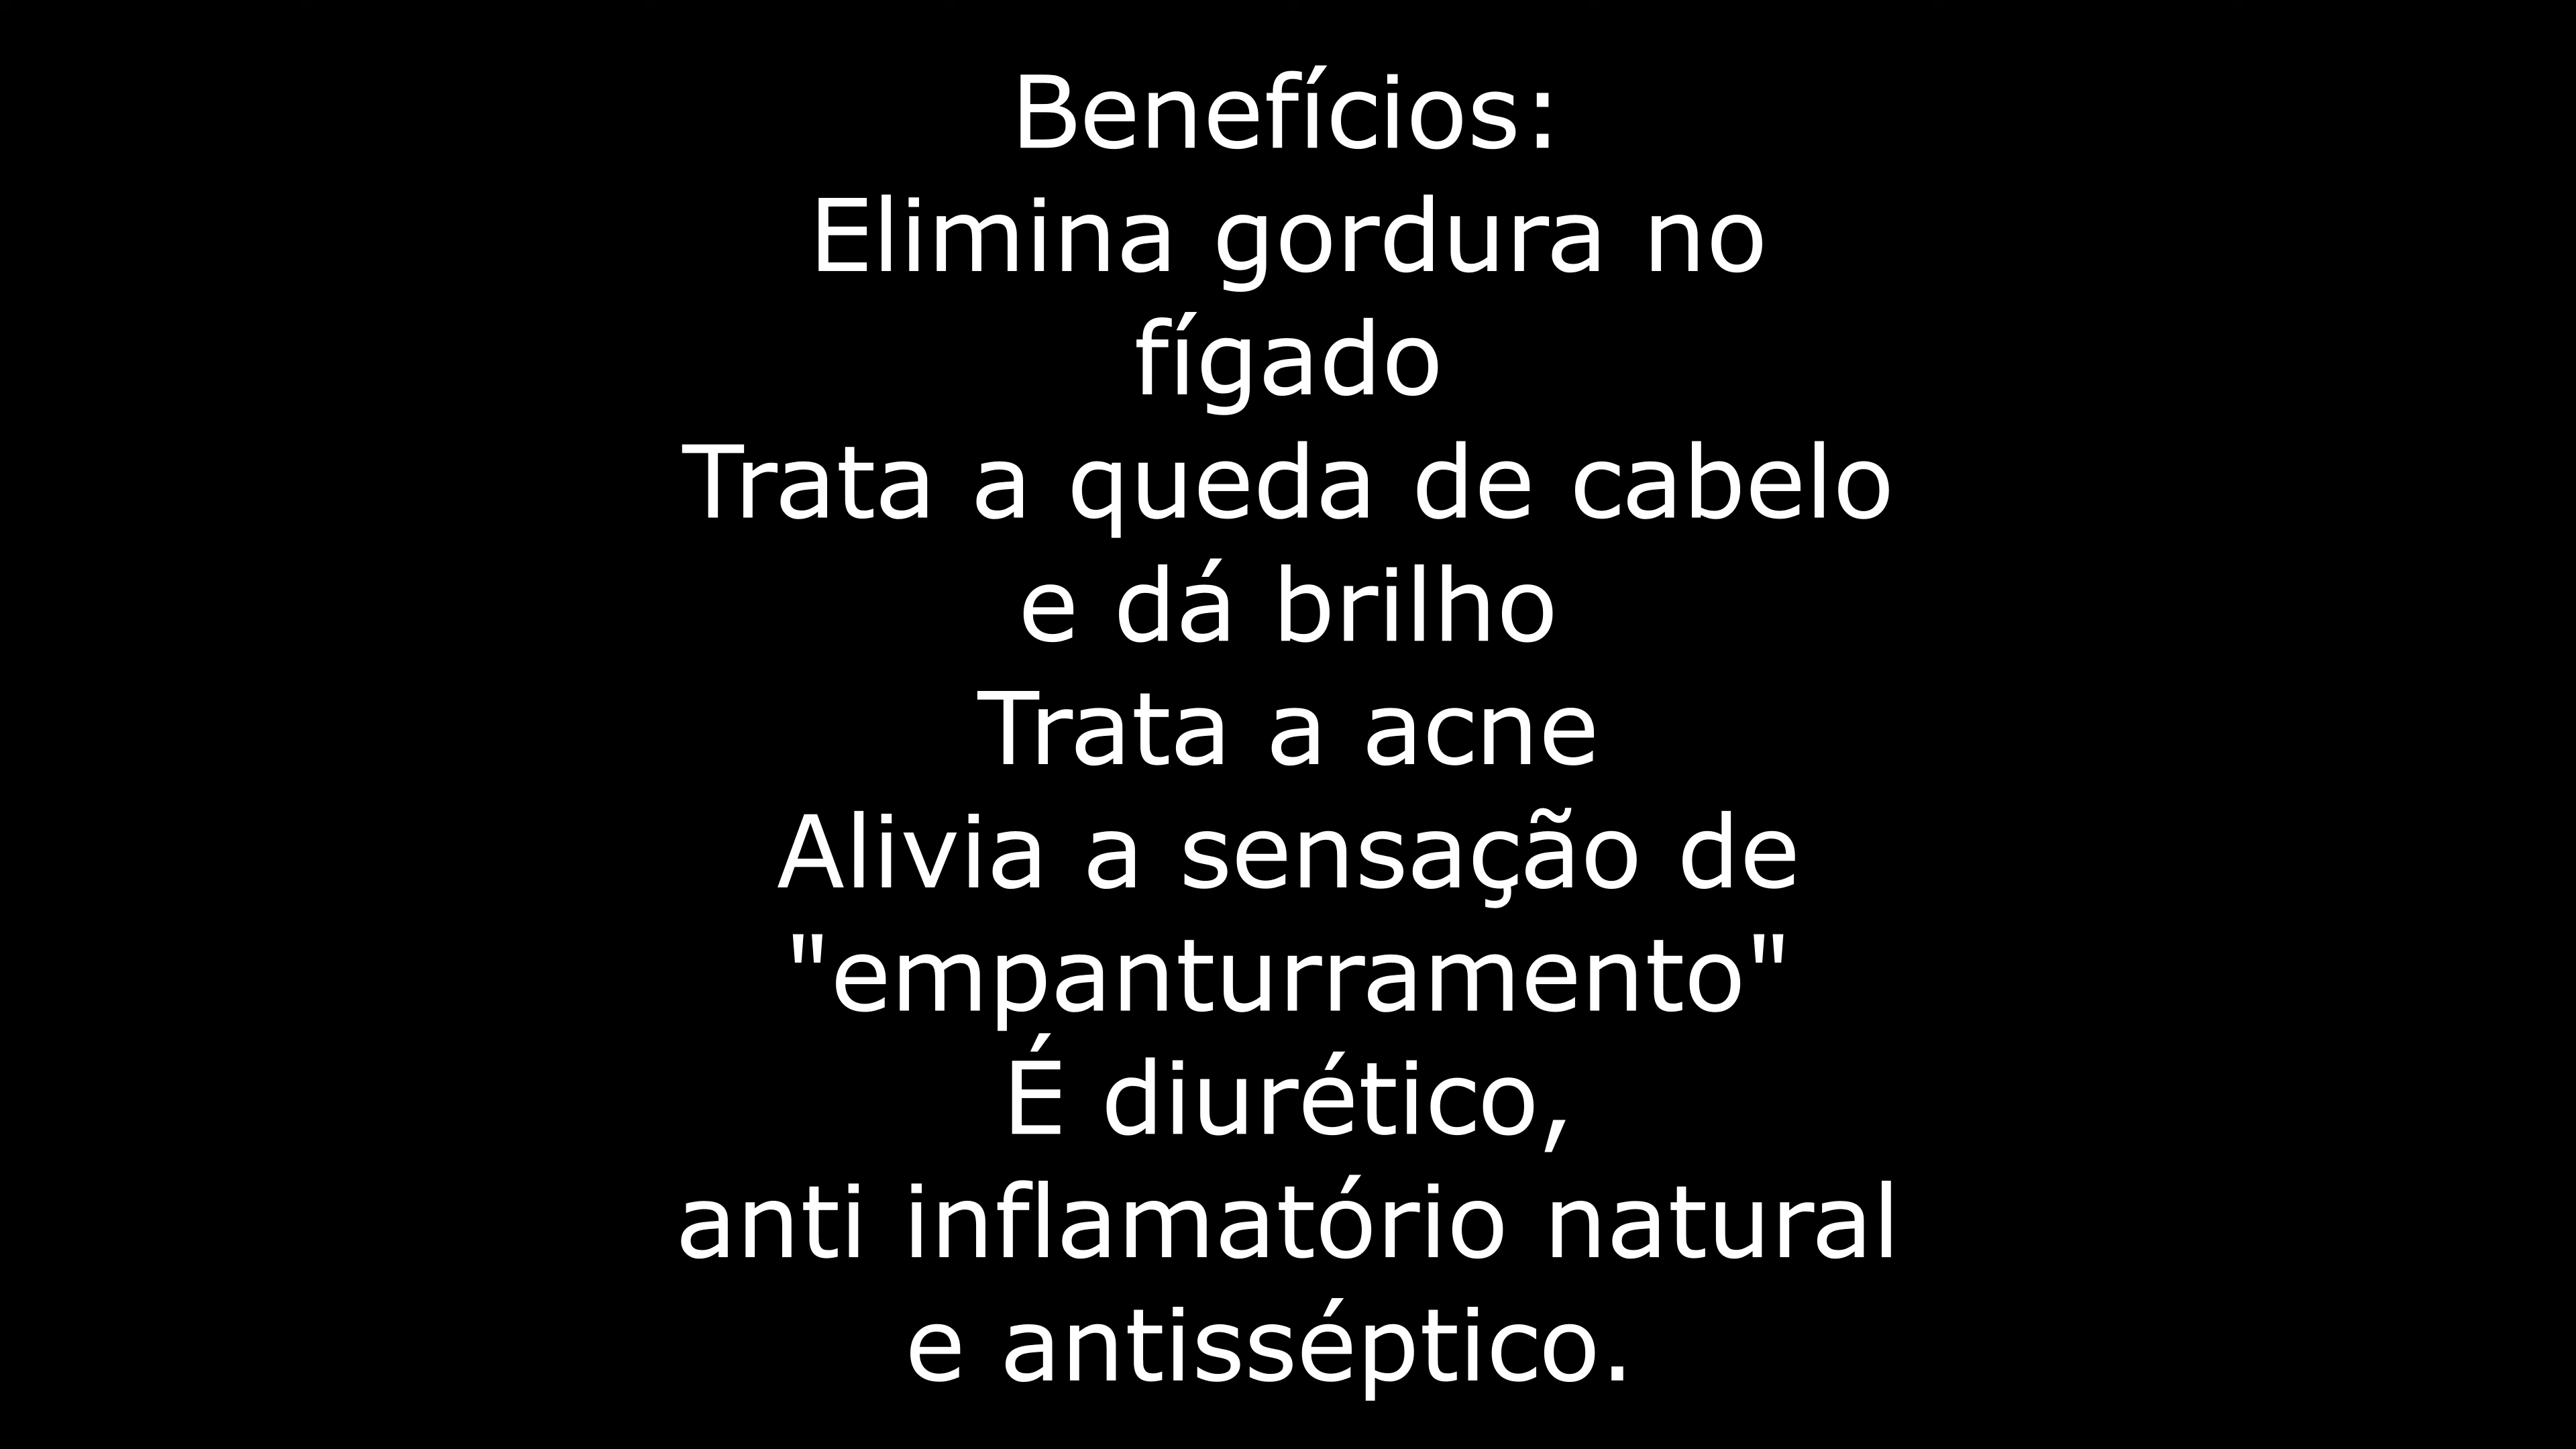 Benefícios:
Elimina gordura no
fígado
Trata a queda de cabelo
e dá brilho
Trata a acne
Alivia a sensação de
"empanturramento"
É diurético,
anti inflamatório natural
e antisséptico.